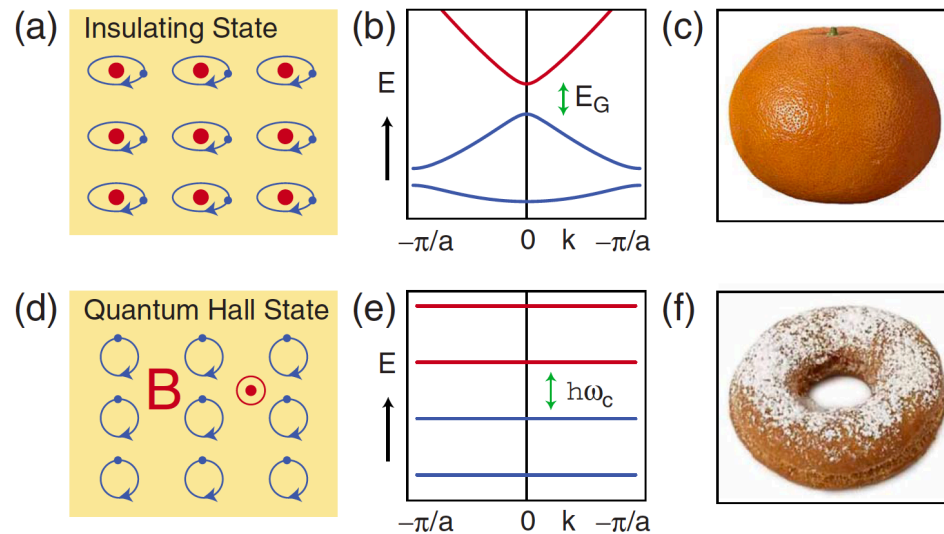 (a) Insulating State
(b)
E
E_G
−π/a 0 k −π/a
(c)
(d) Quantum Hall State
B
(e)
E
hω_c
−π/a 0 k −π/a
(f)